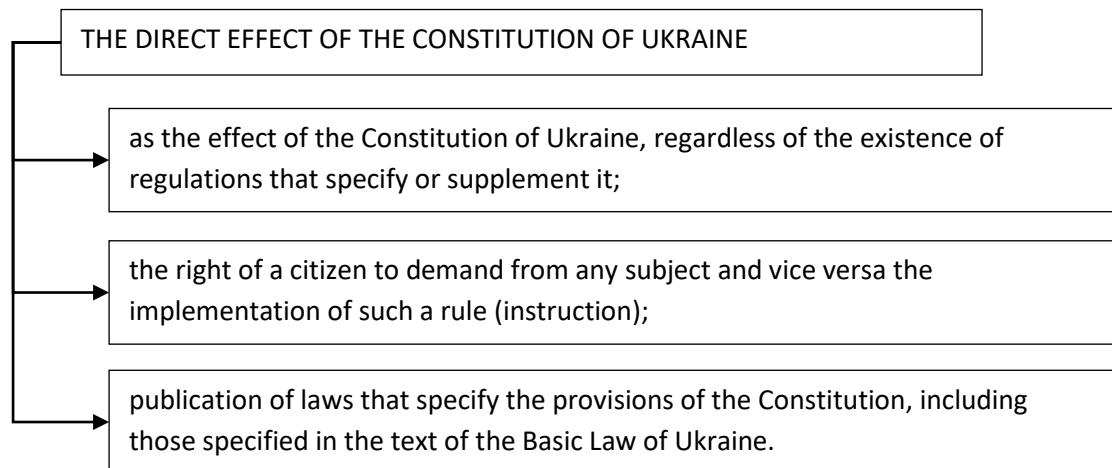 THE DIRECT EFFECT OF THE CONSTITUTION OF UKRAINE
as the effect of the Constitution of Ukraine, regardless of the existence of
regulations that specify or supplement it;
the right of a citizen to demand from any subject and vice versa the
implementation of such a rule (instruction);
publication of laws that specify the provisions of the Constitution, including
those specified in the text of the Basic Law of Ukraine.